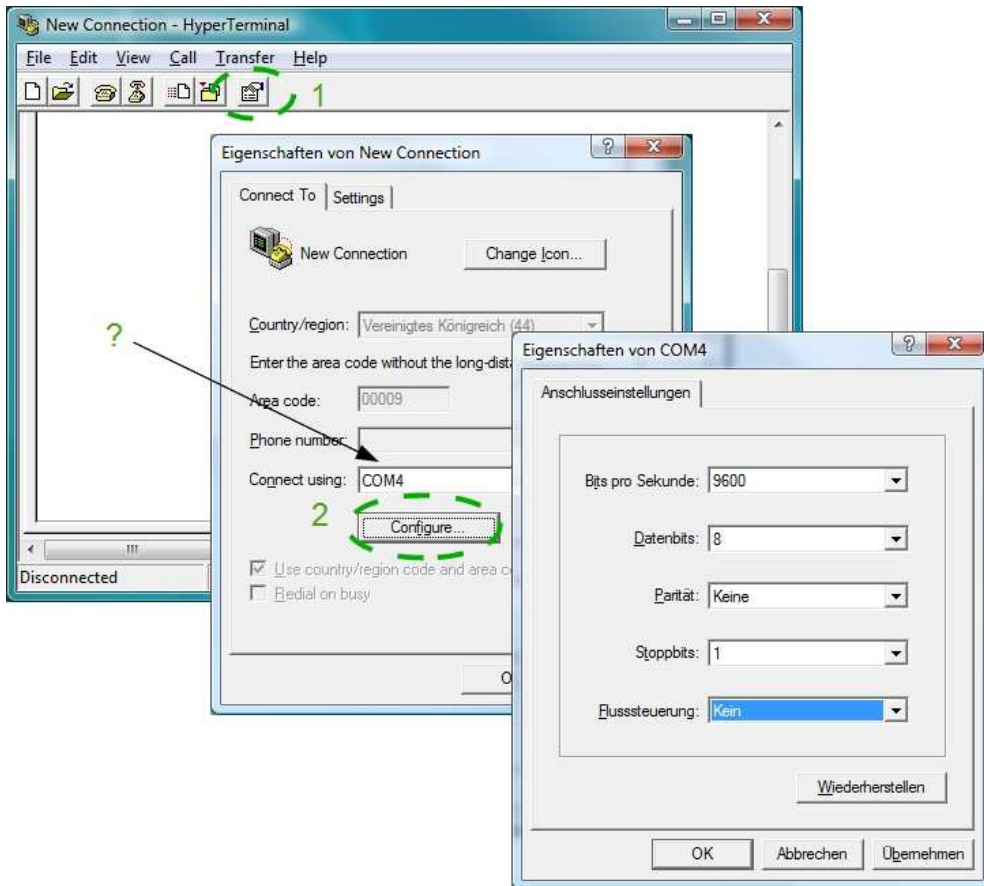 New Connection - HyperTerminal
File Edit View Call Transfer Help
1
Eigenschaften von New Connection
Connect To Settings
New Connection Change Icon...
Country/region: Vereinigtes Königreich (44)
?
Enter the area code without the long-dist
Area code: 00009
Phone number:
Connect using: COM4
2 Configure...
Use country/region code and area c
Redial on busy
O
Disconnected
Eigenschaften von COM4
Anschlusseinstellungen
Bits pro Sekunde: 9600
Datenbits: 8
Parität: Keine
Stoppbits: 1
Flusssteuerung: Kein
Wiederherstellen
OK Abbrechen Übernehmen